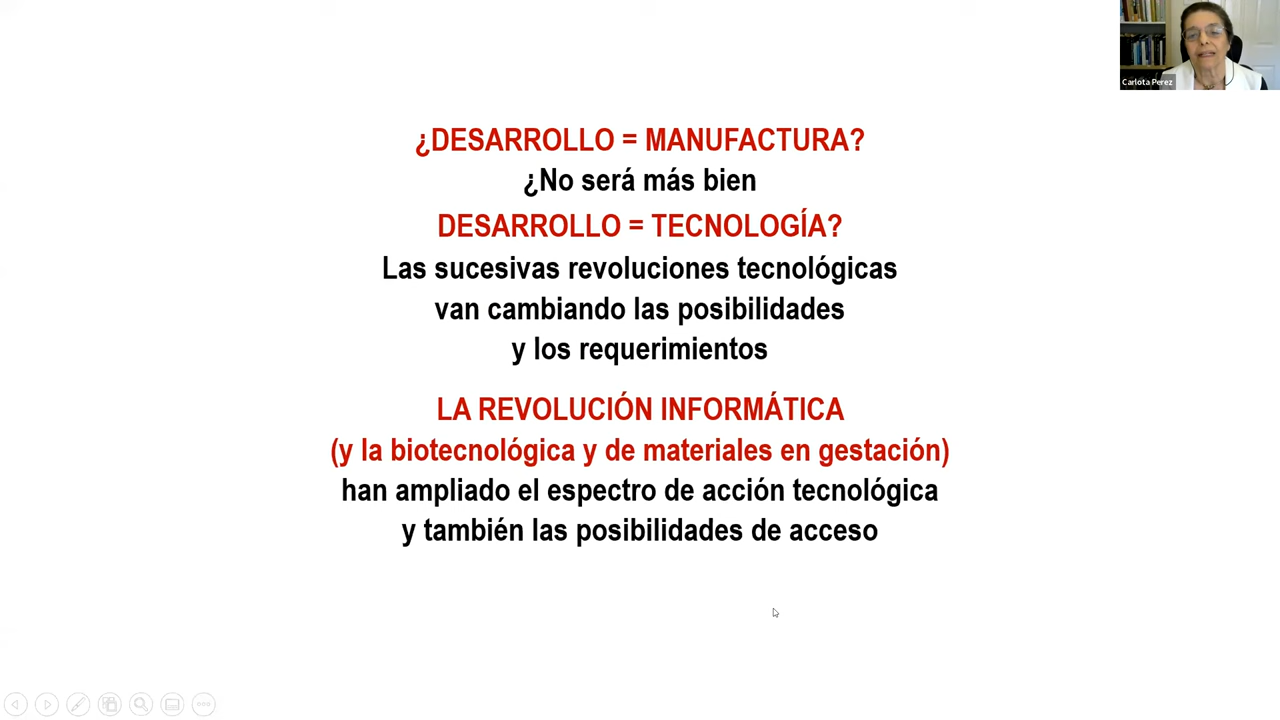 Carlota Perez
¿DESARROLLO = MANUFACTURA?
¿No será más bien
DESARROLLO = TECNOLOGÍA?
Las sucesivas revoluciones tecnológicas
van cambiando las posibilidades
y los requerimientos
LA REVOLUCIÓN INFORMÁTICA
(y la biotecnológica y de materiales en gestación)
han ampliado el espectro de acción tecnológica
y también las posibilidades de acceso